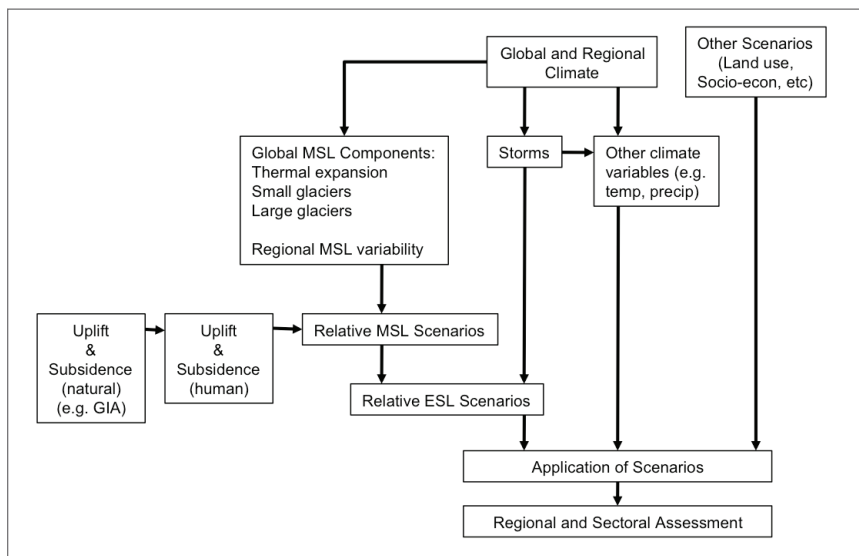 Global and Regional
Climate
Other Scenarios
(Land use,
Socio-econ, etc)
Global MSL Components:
Thermal expansion
Small glaciers
Large glaciers
Regional MSL variability
Storms
Other climate
variables (e.g.
temp, precip)
Uplift
&
Subsidence
(natural)
(e.g. GIA)
Uplift
&
Subsidence
(human)
Relative MSL Scenarios
Relative ESL Scenarios
Application of Scenarios
Regional and Sectoral Assessment